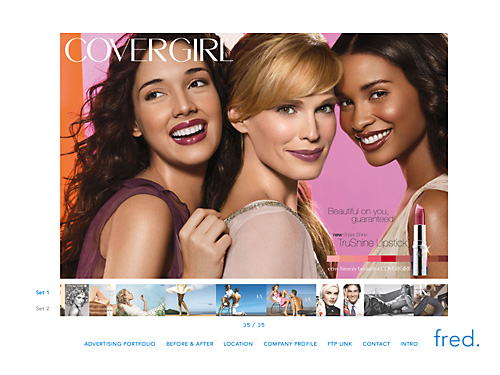 COVERGIRL
Beautiful on you,
guaranteed
new
TruShine Lipstick
COVERGIRL
Set 1
Set 2
35 / 35
ADVERTISING PORTFOLIO BEFORE & AFTER LOCATION COMPANY PROFILE FTP LINK CONTACT INTRO
fred.